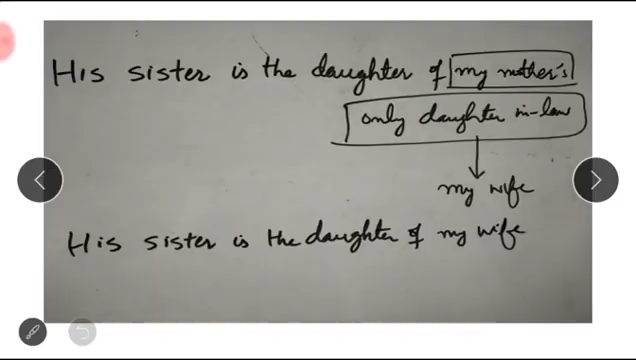 His sister is the daughter of my mother's
only daughter in-law
my wife
His sister is the daughter of my wife